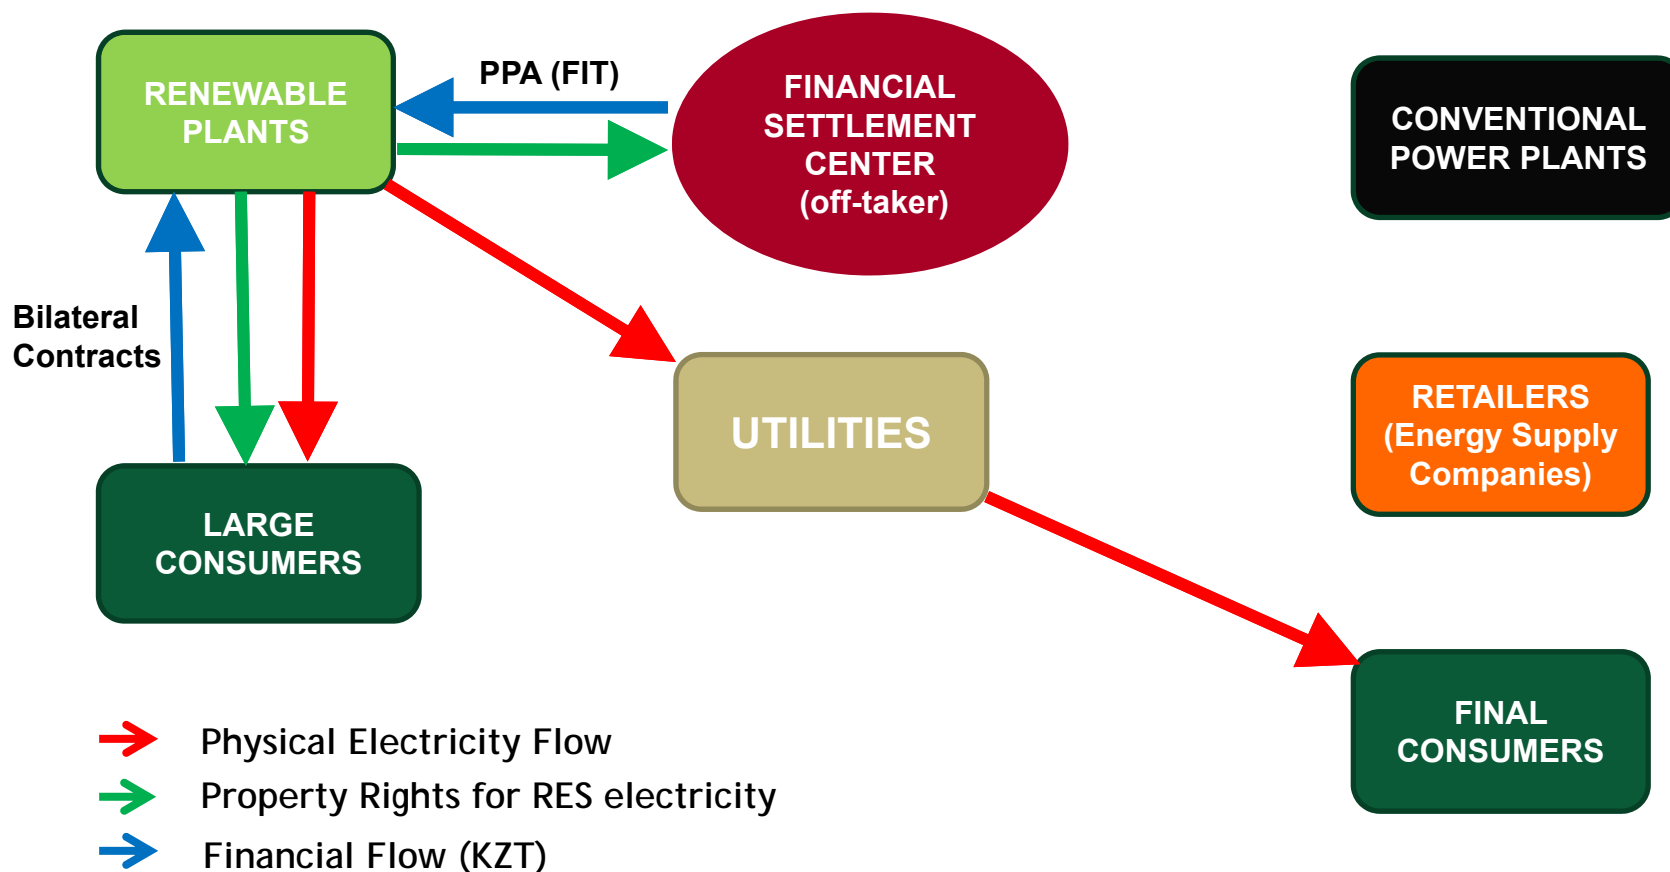 RENEWABLE
PLANTS
PPA (FIT)
FINANCIAL
SETTLEMENT
CENTER
(off-taker)
CONVENTIONAL
POWER PLANTS
Bilateral
Contracts
UTILITIES
RETAILERS
(Energy Supply
Companies)
LARGE
CONSUMERS
FINAL
CONSUMERS
Physical Electricity Flow
Property Rights for RES electricity
Financial Flow (KZT)